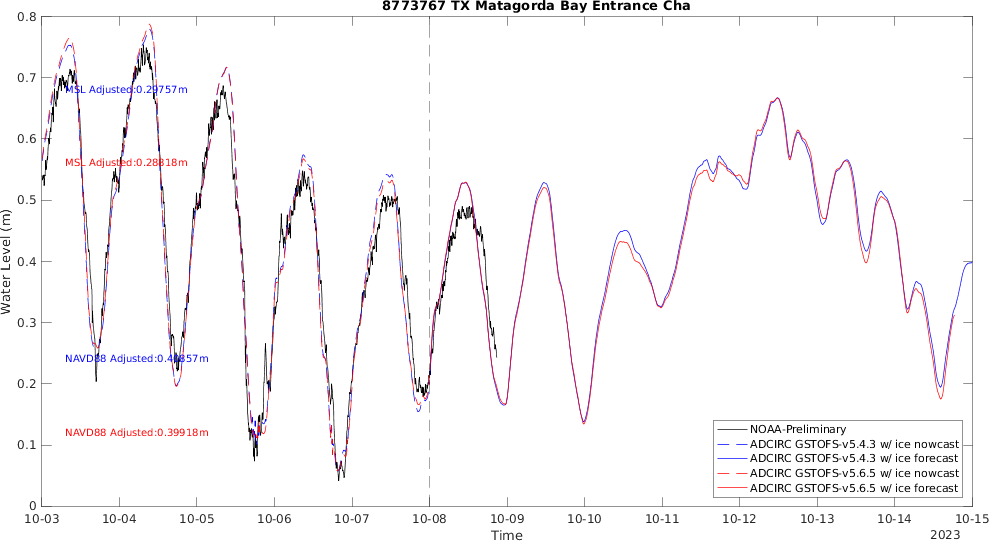 8773767 TX Matagorda Bay Entrance Cha
0.8
0.7
0.6
0.5
0.4
0.3
0.2
0.1
0
Water Level (m)
MSL Adjusted:0.29757m
MSL Adjusted:0.28818m
NAVD88 Adjusted:0.40857m
NAVD88 Adjusted:0.39918m
NOAA-Preliminary
ADCIRC GSTOFS-v5.4.3 w/ ice nowcast
ADCIRC GSTOFS-v5.4.3 w/ ice forecast
ADCIRC GSTOFS-v5.6.5 w/ ice nowcast
ADCIRC GSTOFS-v5.6.5 w/ ice forecast
10-03 10-04 10-05 10-06 10-07 10-08 10-09 10-10 10-11 10-12 10-13 10-14 10-15
Time
2023